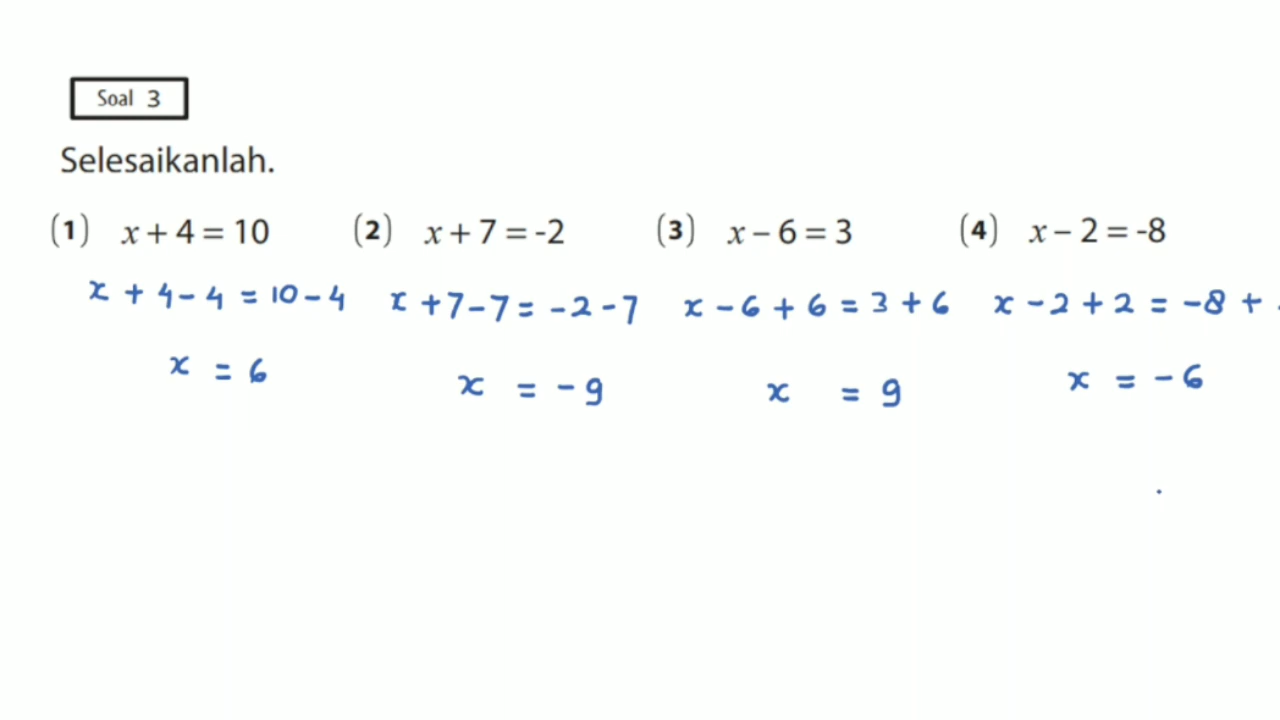 Soal 3
Selesaikanlah.
(1) x + 4 = 10 (2) x + 7 = -2 (3) x – 6 = 3 (4) x – 2 = -8
x + 4 - 4 = 10 - 4 x + 7 - 7 = - 2 - 7 x - 6 + 6 = 3 + 6 x - 2 + 2 = - 8 +
x = 6 x = - 9 x = 9 x = - 6